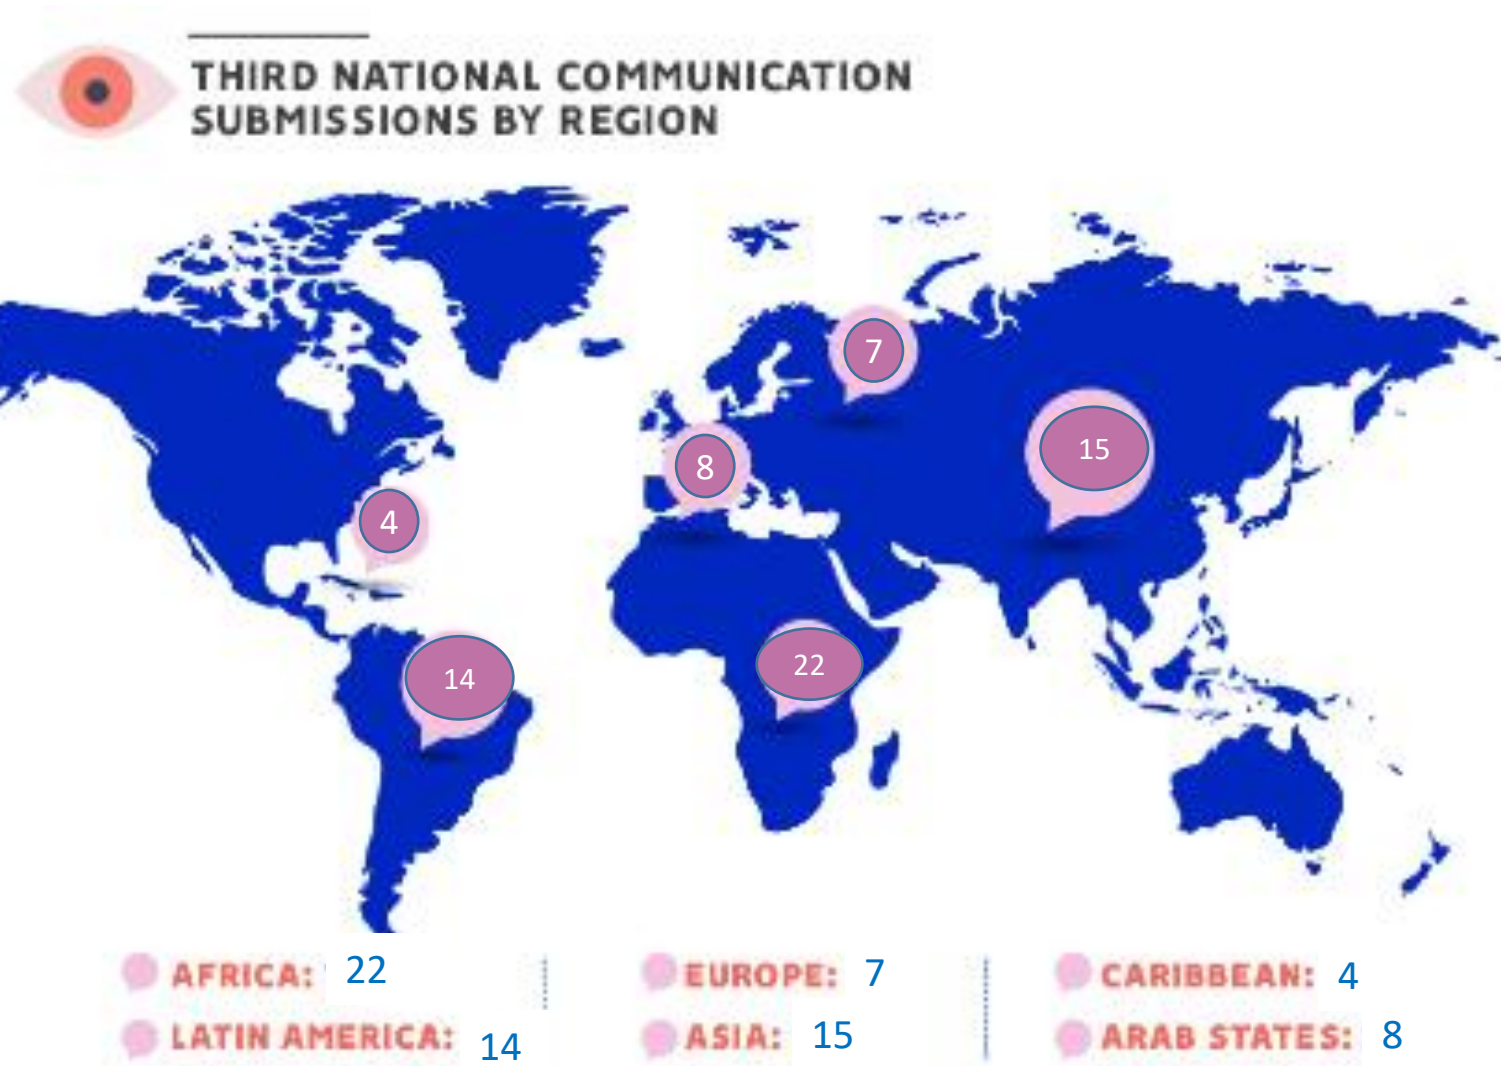 THIRD NATIONAL COMMUNICATION
SUBMISSIONS BY REGION
7
15
8
4
22
14
AFRICA: 22
EUROPE: 7
CARIBBEAN: 4
LATIN AMERICA: 14
ASIA: 15
ARAB STATES: 8